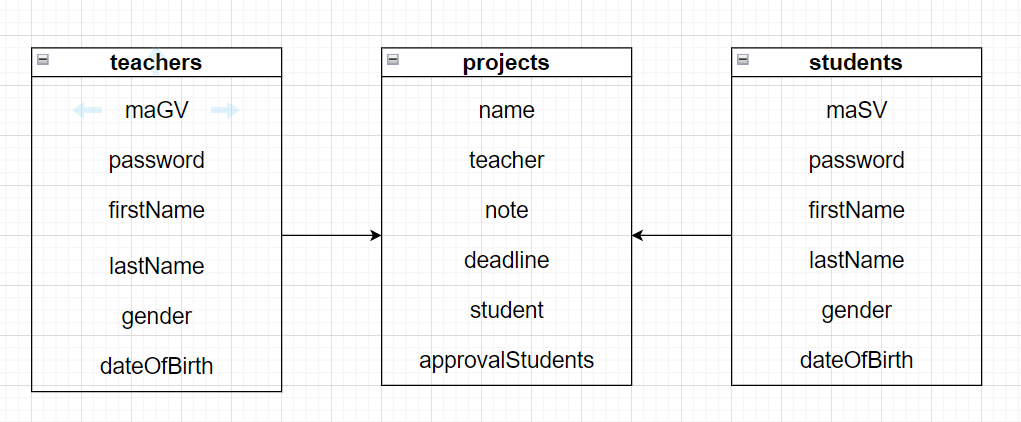 teachers
maGV
password
firstName
lastName
gender
dateOfBirth
projects
name
teacher
note
deadline
student
approvalStudents
students
maSV
password
firstName
lastName
gender
dateOfBirth